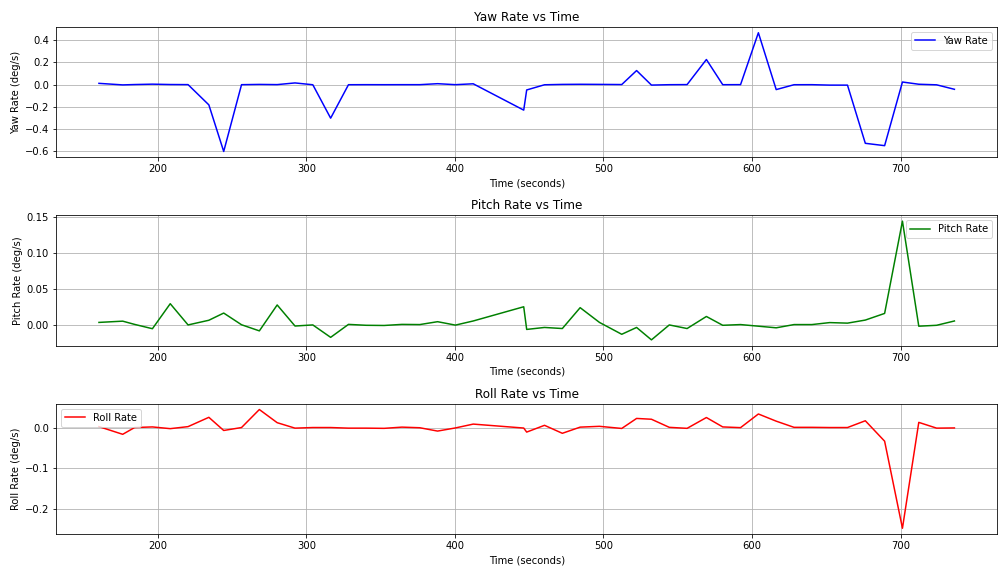 Yaw Rate vs Time
Yaw Rate (deg/s)
0.4
0.2
0.0
−0.2
−0.4
−0.6
Yaw Rate
200 300 400 500 600 700
Time (seconds)
Pitch Rate vs Time
Pitch Rate (deg/s)
0.15
0.10
0.05
0.00
Pitch Rate
200 300 400 500 600 700
Time (seconds)
Roll Rate vs Time
Roll Rate (deg/s)
0.0
−0.1
−0.2
Roll Rate
200 300 400 500 600 700
Time (seconds)